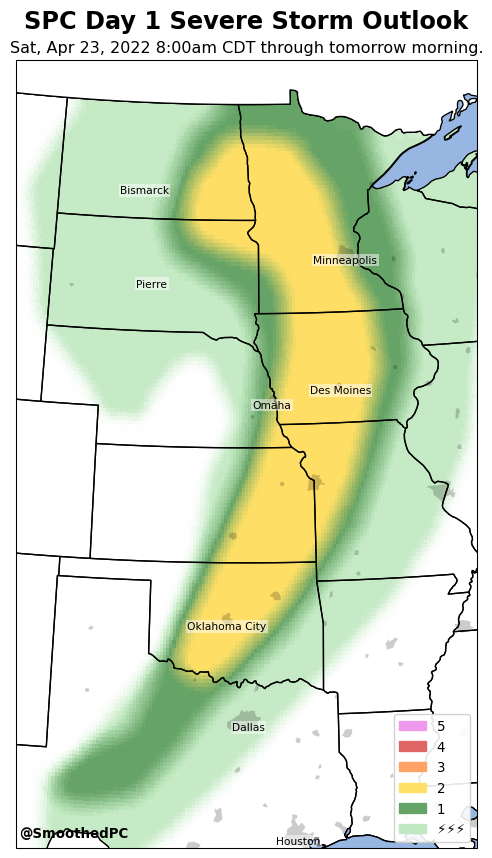 SPC Day 1 Severe Storm Outlook
Sat, Apr 23, 2022 8:00am CDT through tomorrow morning.
Bismarck
Minneapolis
Pierre
Des Moines
Omaha
Oklahoma City
Dallas
5
4
3
2
1
⚡⚡⚡
@SmoothedPC
Houston